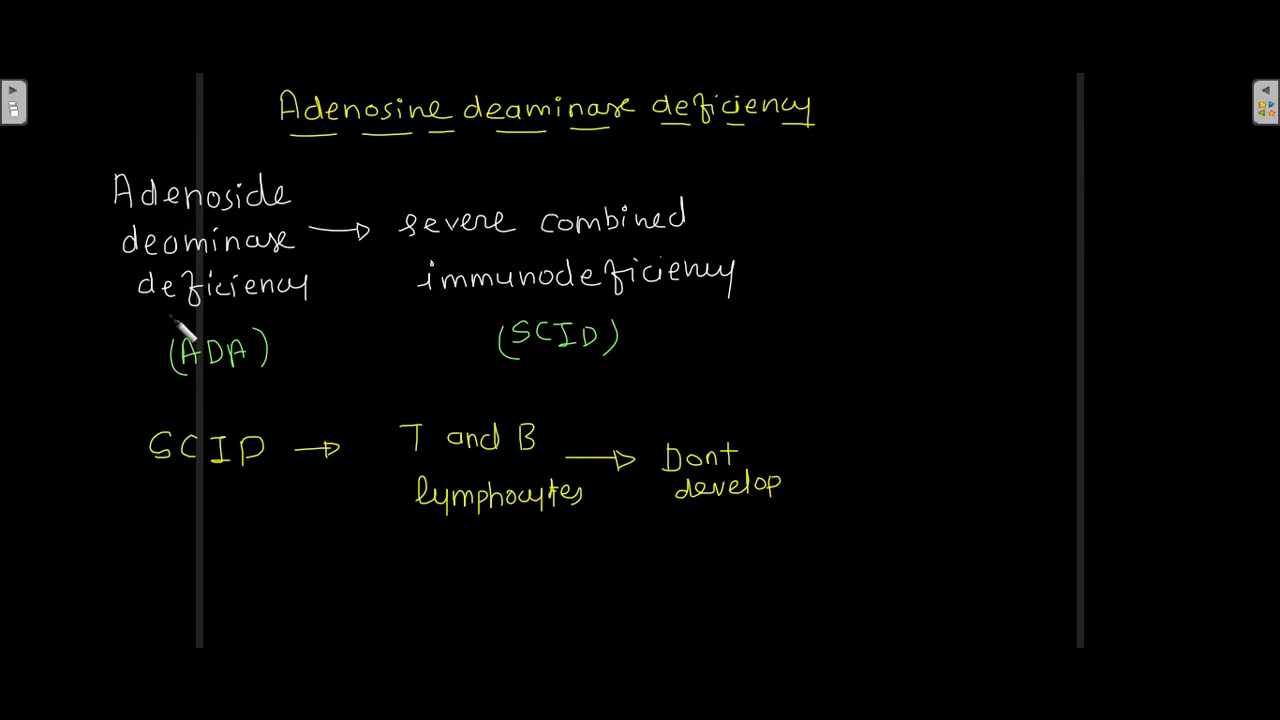 Adenosine deaminase deficiency
Adenoside
deaminase
deficiency
severe combined
immunodeficiency
(ADA)
(SCID)
SCID
T and B
lymphocytes
Dont
develop